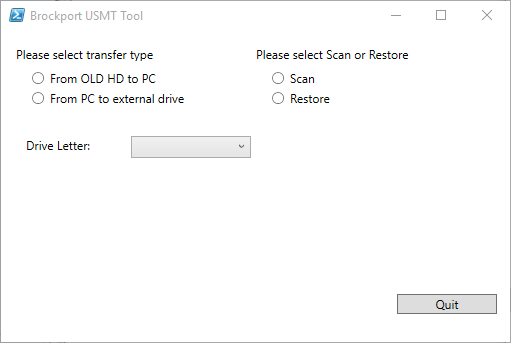 Brockport USMT Tool
Please select transfer type
From OLD HD to PC
From PC to external drive
Please select Scan or Restore
Scan
Restore
Drive Letter:
Quit